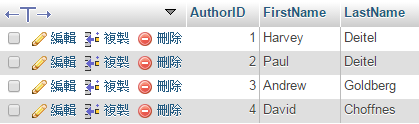 AuthorID FirstName LastName
編輯 複製 刪除 1 Harvey Deitel
編輯 複製 刪除 2 Paul Deitel
編輯 複製 刪除 3 Andrew Goldberg
編輯 複製 刪除 4 David Choffnes